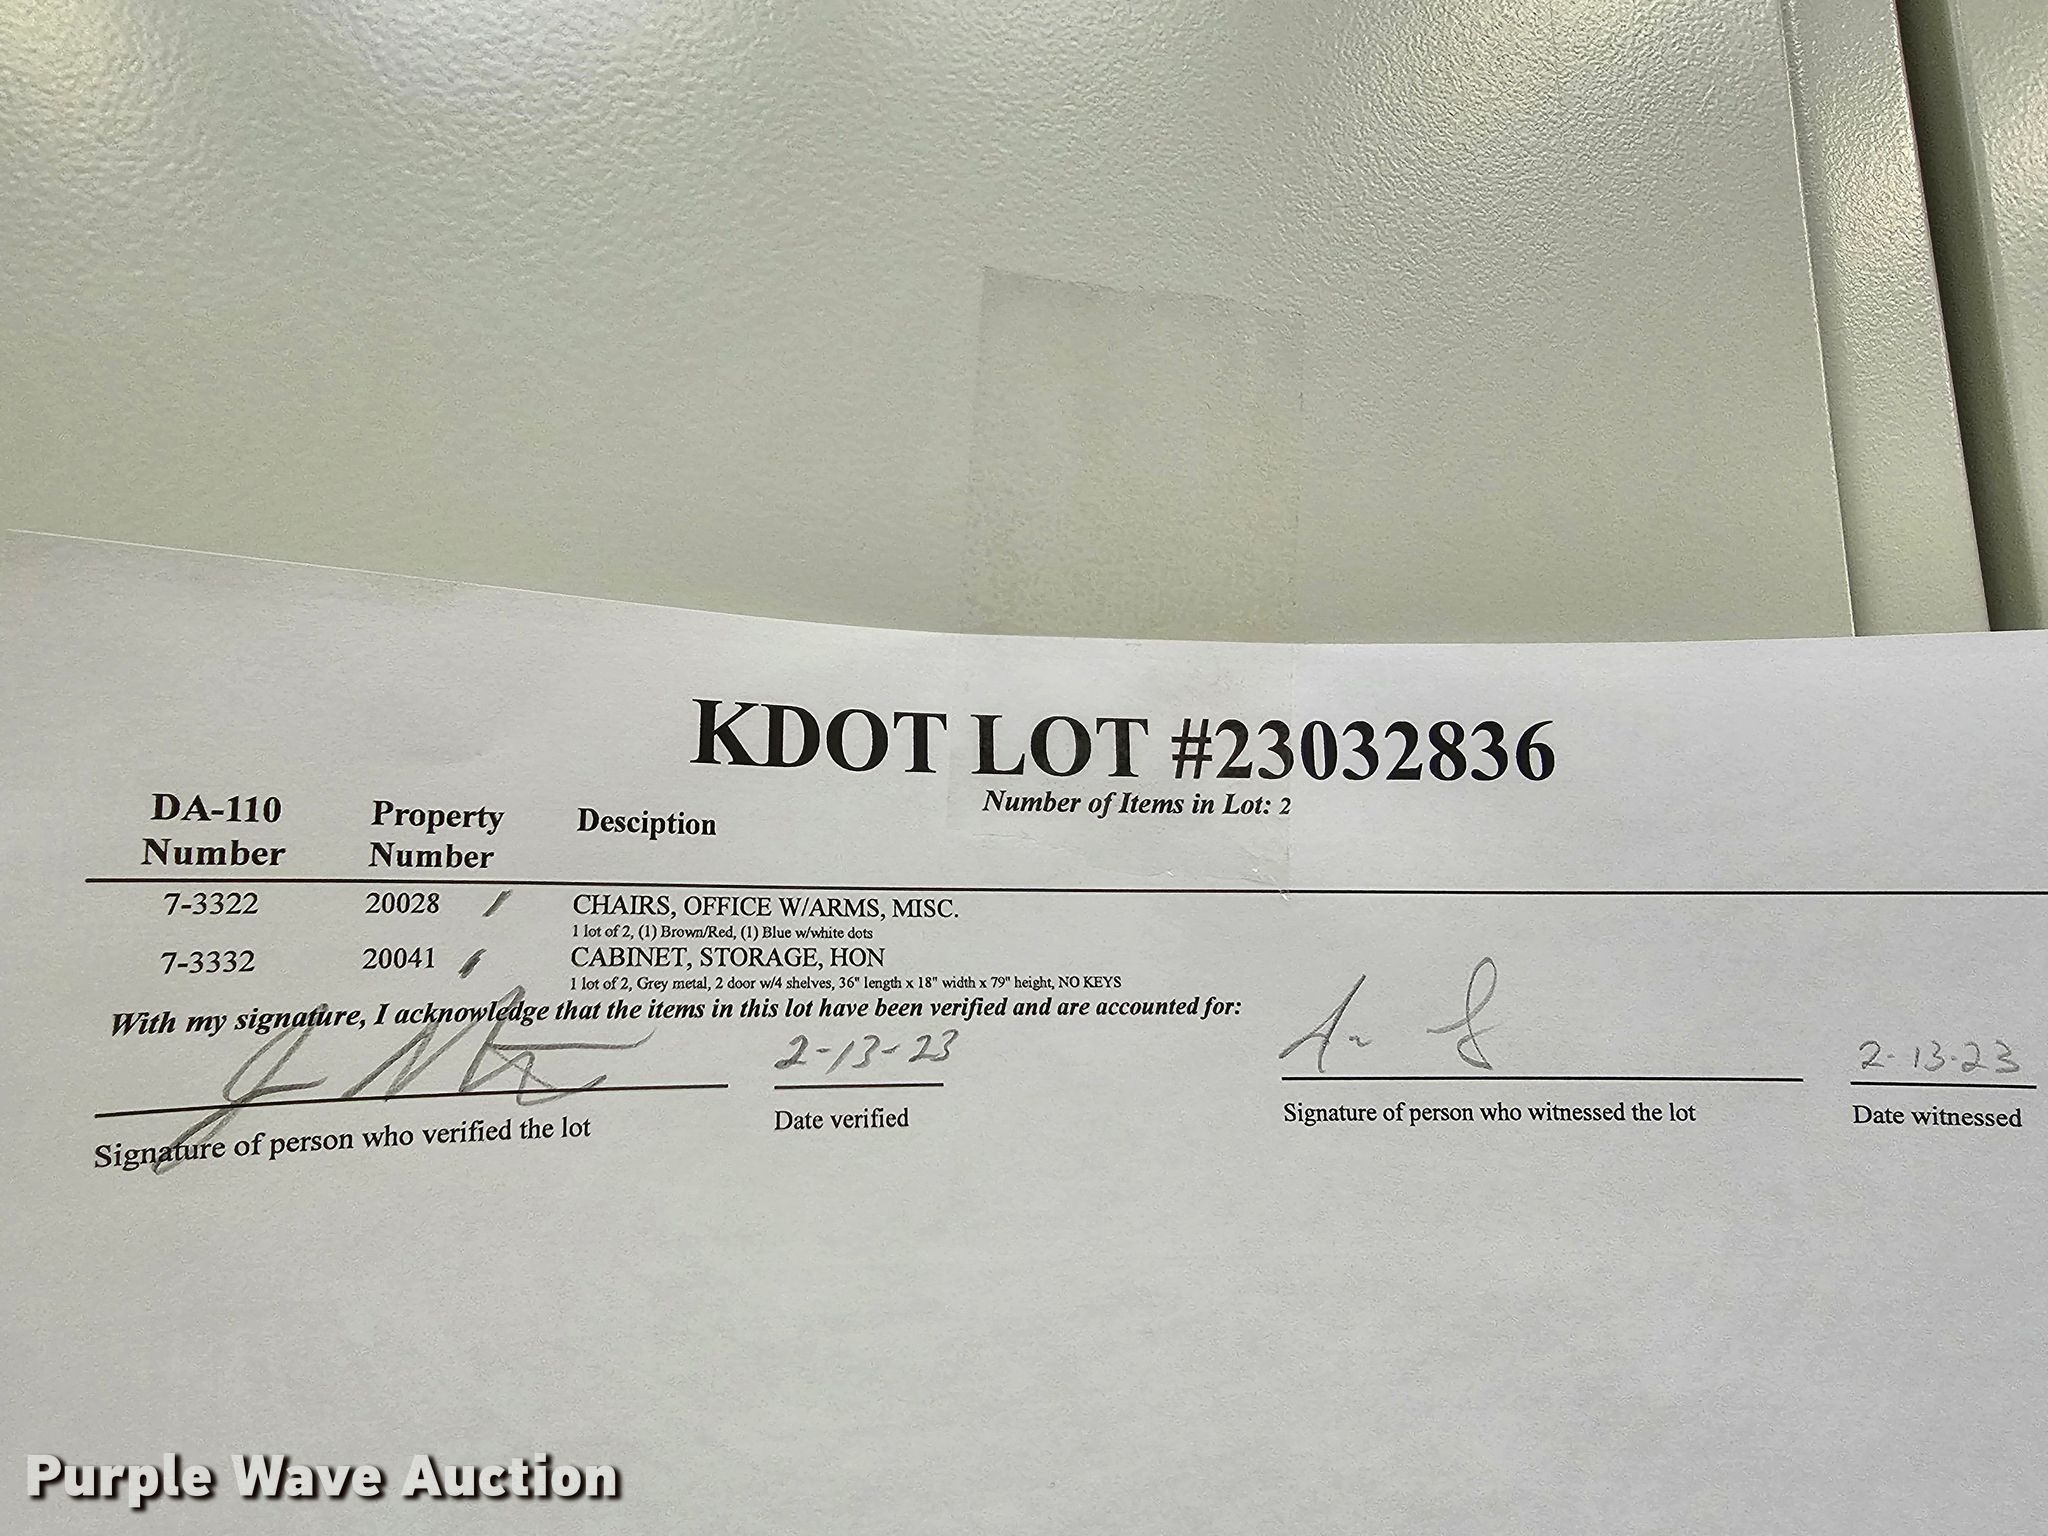 KDOT LOT #23032836
Number of Items in Lot: 2
DA-110 Number Property Number Desciption
7-3322 20028 CHAIRS, OFFICE W/ARMS, MISC.
1 lot of 2, (1) Brown/Red, (1) Blue w/white dots
7-3332 20041 CABINET, STORAGE, HON
1 lot of 2, Grey metal, 2 door w/4 shelves, 36" length x 18" width x 79" height, NO KEYS
With my signature, I acknowledge that the items in this lot have been verified and are accounted for:
2-13-23 2-13-23
Signature of person who verified the lot Date verified Signature of person who witnessed the lot Date witnessed
Purple Wave Auction